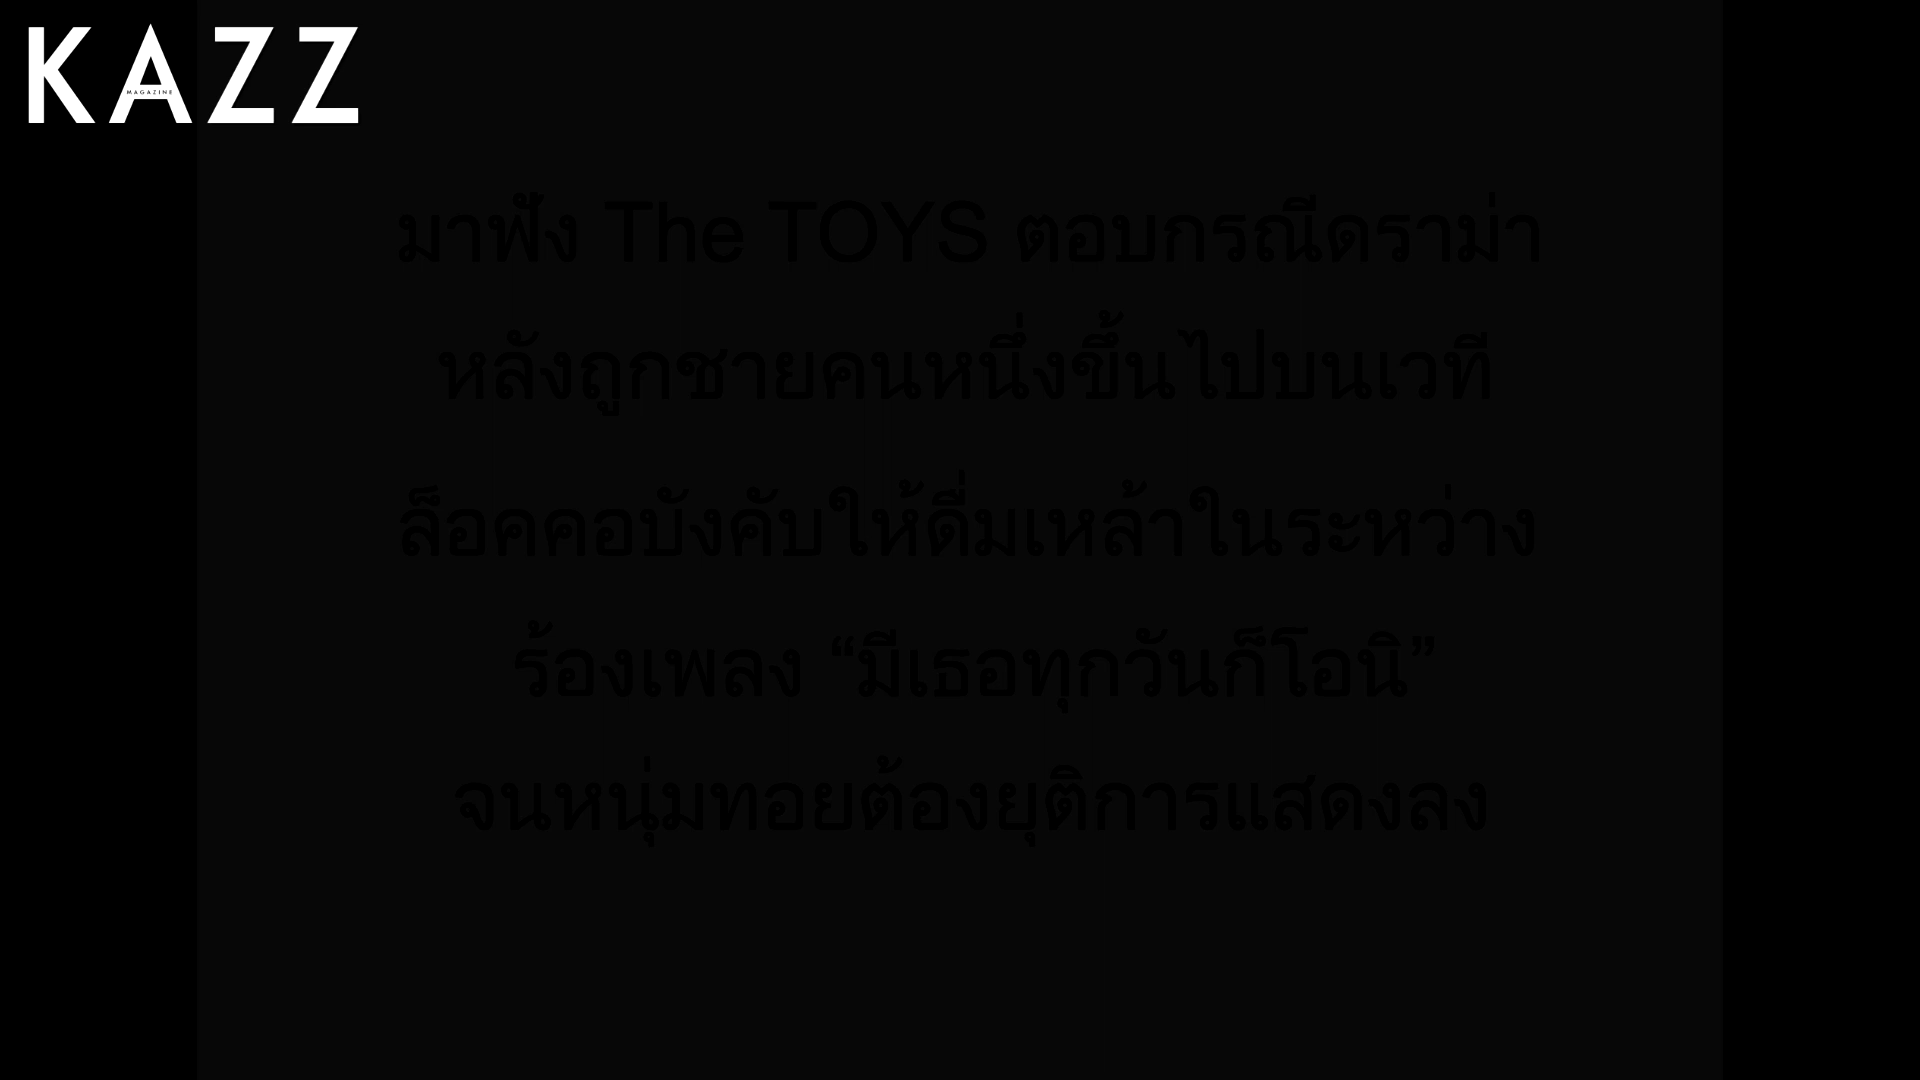 KAZZ
MAGAZINE
มาฟัง The TOYS ตอบกรณีดราม่า
หลังถูกชายคนหนึ่งขึ้นไปบนเวที
ล็อคคอบังคับให้ดื่มเหล้าในระหว่าง
ร้องเพลง “มีเธอทุกวันก็โอนิ”
จนหนุ่มทอยต้องยุติการแสดงลง